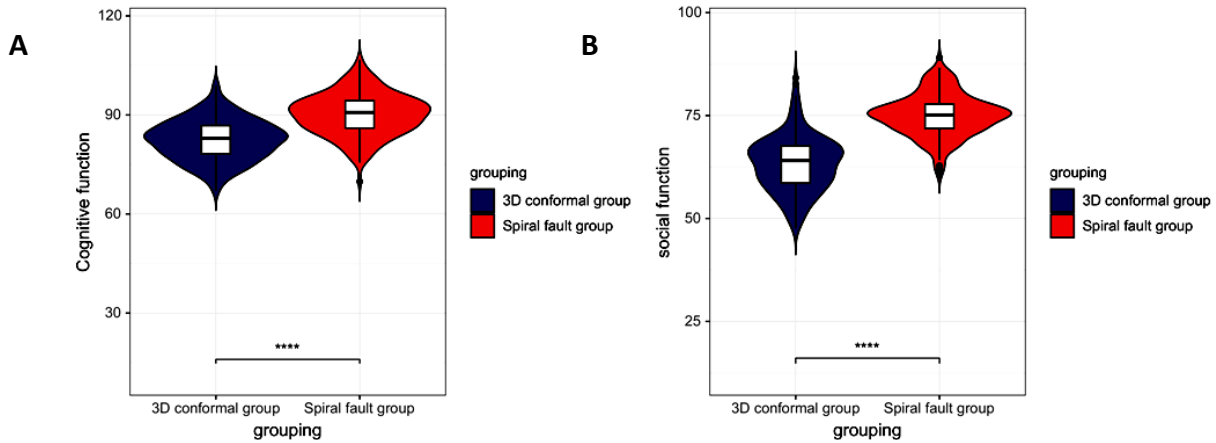 A
120
90
60
30
Cognitive function
****
3D conformal group
Spiral fault group
grouping
grouping
3D conformal group
Spiral fault group
B
100
75
50
25
social function
****
3D conformal group
Spiral fault group
grouping
grouping
3D conformal group
Spiral fault group